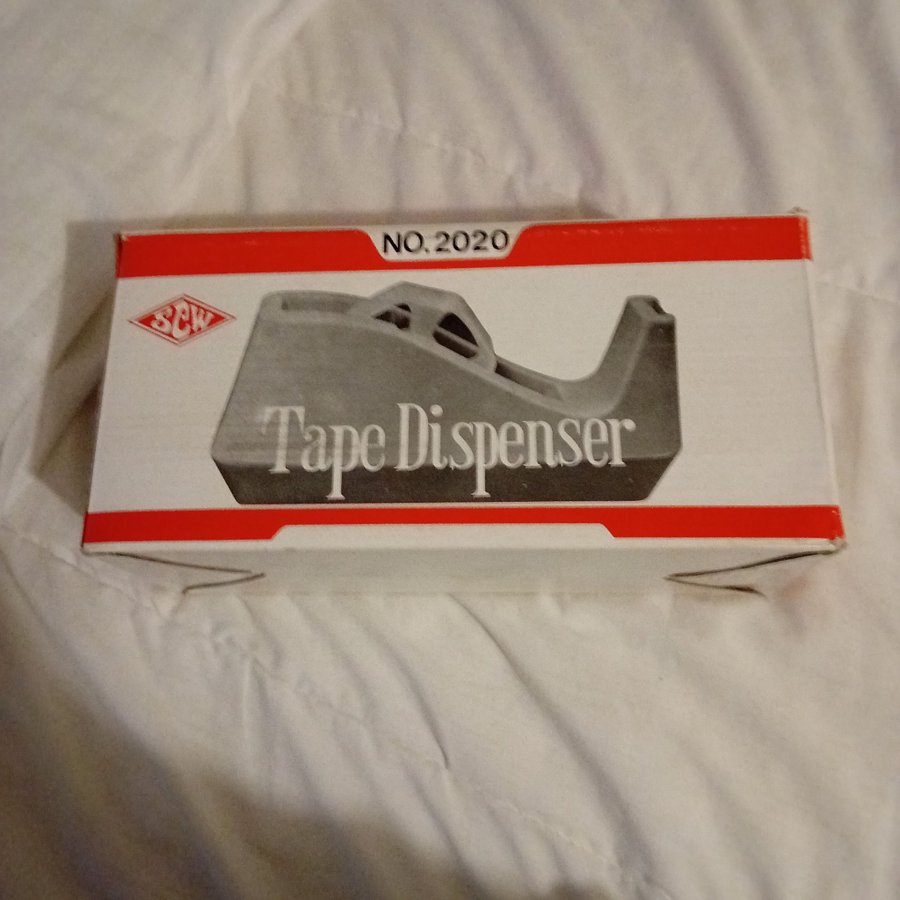 NO. 2020
SCW
Tape Dispenser